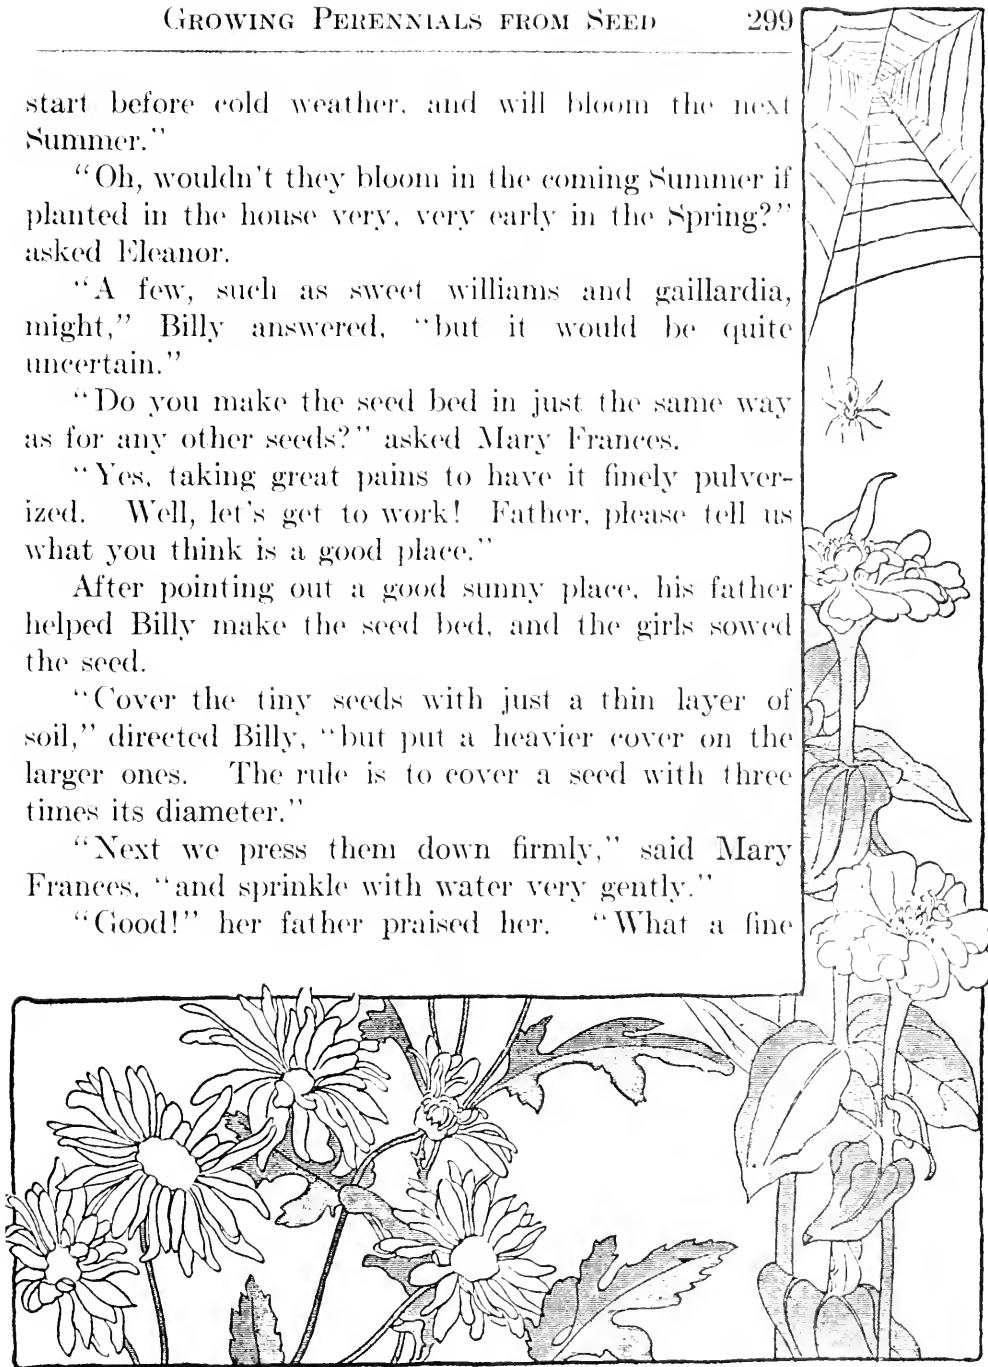 Growing Perennials from Seed 299
start before cold weather, and will bloom the next
Summer."
"Oh, wouldn't they bloom in the coming Summer if
planted in the house very, very early in the Spring?"
asked Eleanor.
"A few, such as sweet williams and gaillardia,
might," Billy answered, "but it would be quite
uncertain."
"Do you make the seed bed in just the same way
as for any other seeds?" asked Mary Frances.
"Yes, taking great pains to have it finely pulver-
ized. Well, let's get to work! Father, please tell us
what you think is a good place."
After pointing out a good sunny place, his father
helped Billy make the seed bed, and the girls sowed
the seed.
"Cover the tiny seeds with just a thin layer of
soil," directed Billy, "but put a heavier cover on the
larger ones. The rule is to cover a seed with three
times its diameter."
"Next we press them down firmly," said Mary
Frances, "and sprinkle with water very gently."
"Good!" her father praised her. "What a fine